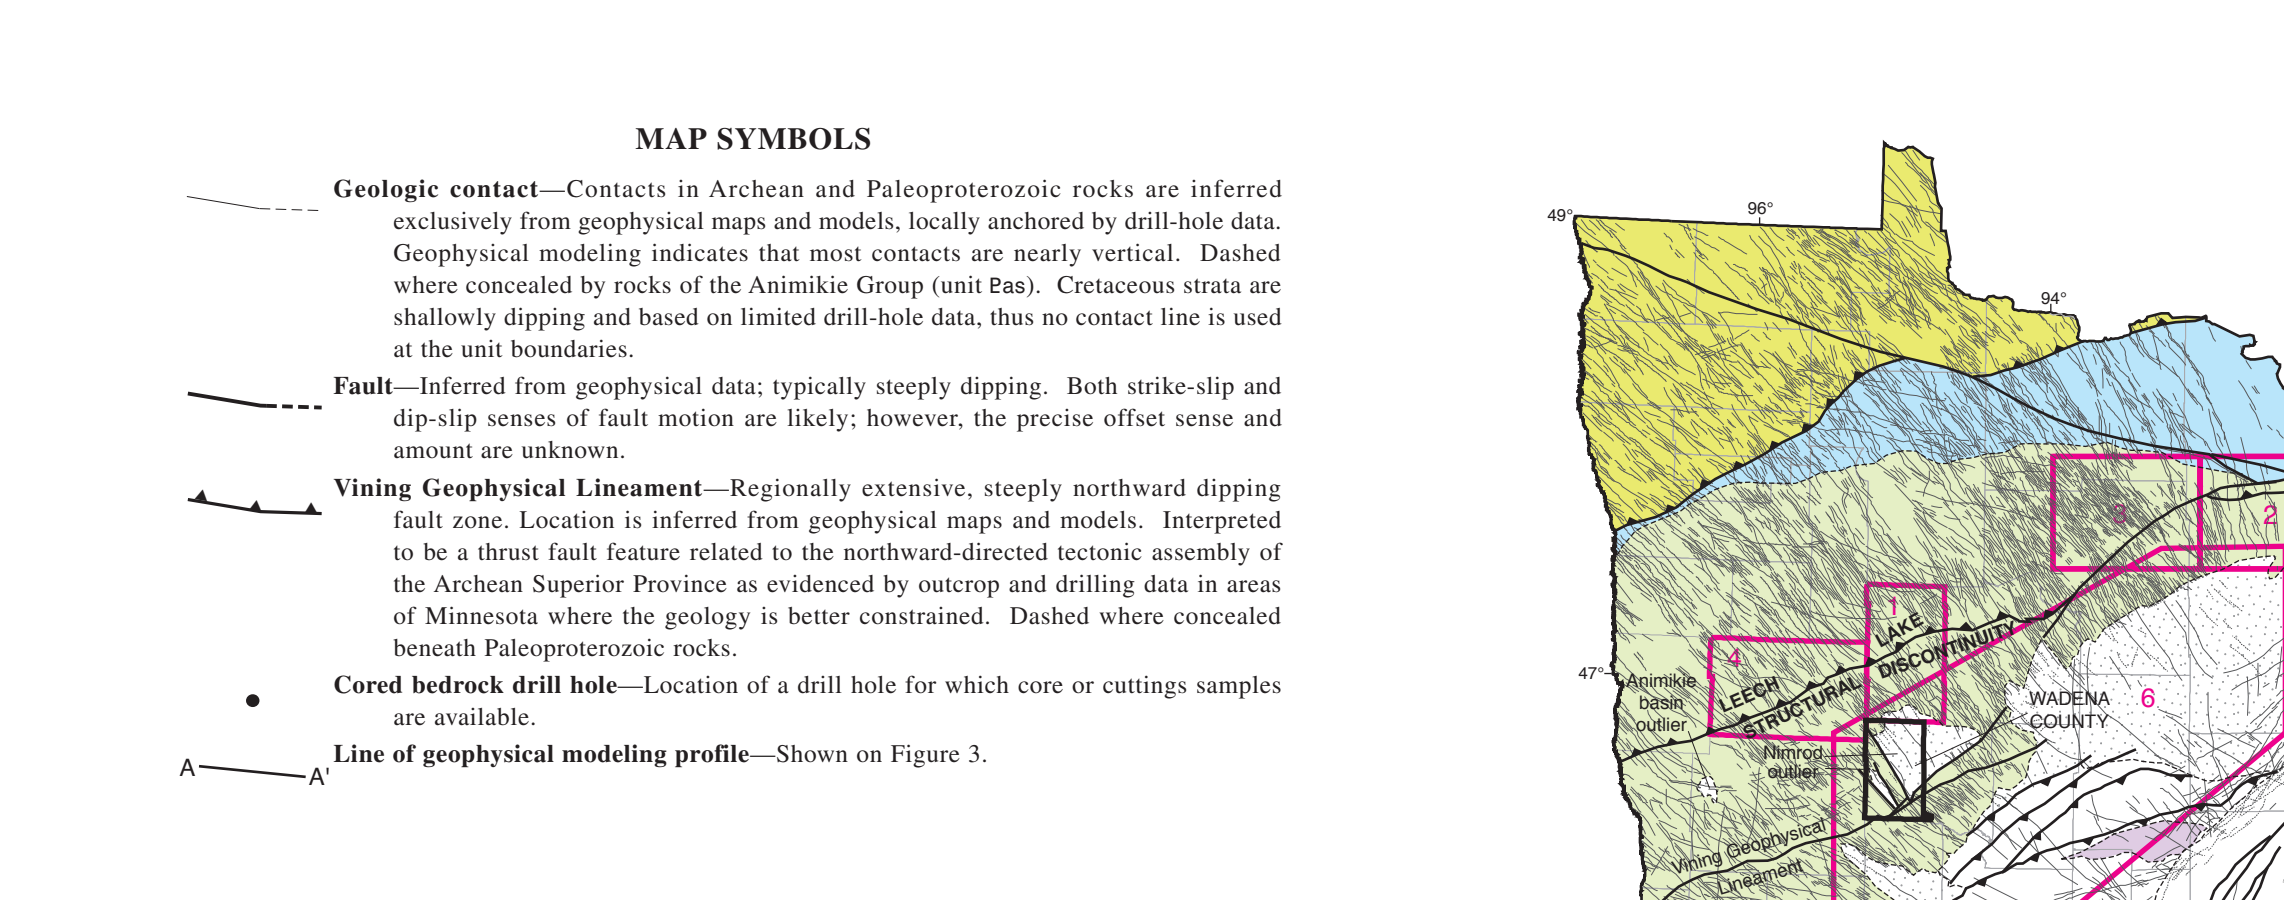 MAP SYMBOLS
Geologic contact—Contacts in Archean and Paleoproterozoic rocks are inferred
exclusively from geophysical maps and models, locally anchored by drill-hole data.
Geophysical modeling indicates that most contacts are nearly vertical. Dashed
where concealed by rocks of the Animikie Group (unit Pas). Cretaceous strata are
shallowly dipping and based on limited drill-hole data, thus no contact line is used
at the unit boundaries.
Fault—Inferred from geophysical data; typically steeply dipping. Both strike-slip and
dip-slip senses of fault motion are likely; however, the precise offset sense and
amount are unknown.
Vining Geophysical Lineament—Regionally extensive, steeply northward dipping
fault zone. Location is inferred from geophysical maps and models. Interpreted
to be a thrust fault feature related to the northward-directed tectonic assembly of
the Archean Superior Province as evidenced by outcrop and drilling data in areas
of Minnesota where the geology is better constrained. Dashed where concealed
beneath Paleoproterozoic rocks.
Cored bedrock drill hole—Location of a drill hole for which core or cuttings samples
are available.
Line of geophysical modeling profile—Shown on Figure 3.
A A'
49°
96°
94°
3
2
1
4
47°
LEECH LAKE
STRUCTURAL DISCONTINUITY
Animikie
basin
outlier
WADENA
COUNTY
6
Nimrod
outlier
Vining Geophysical
Lineament